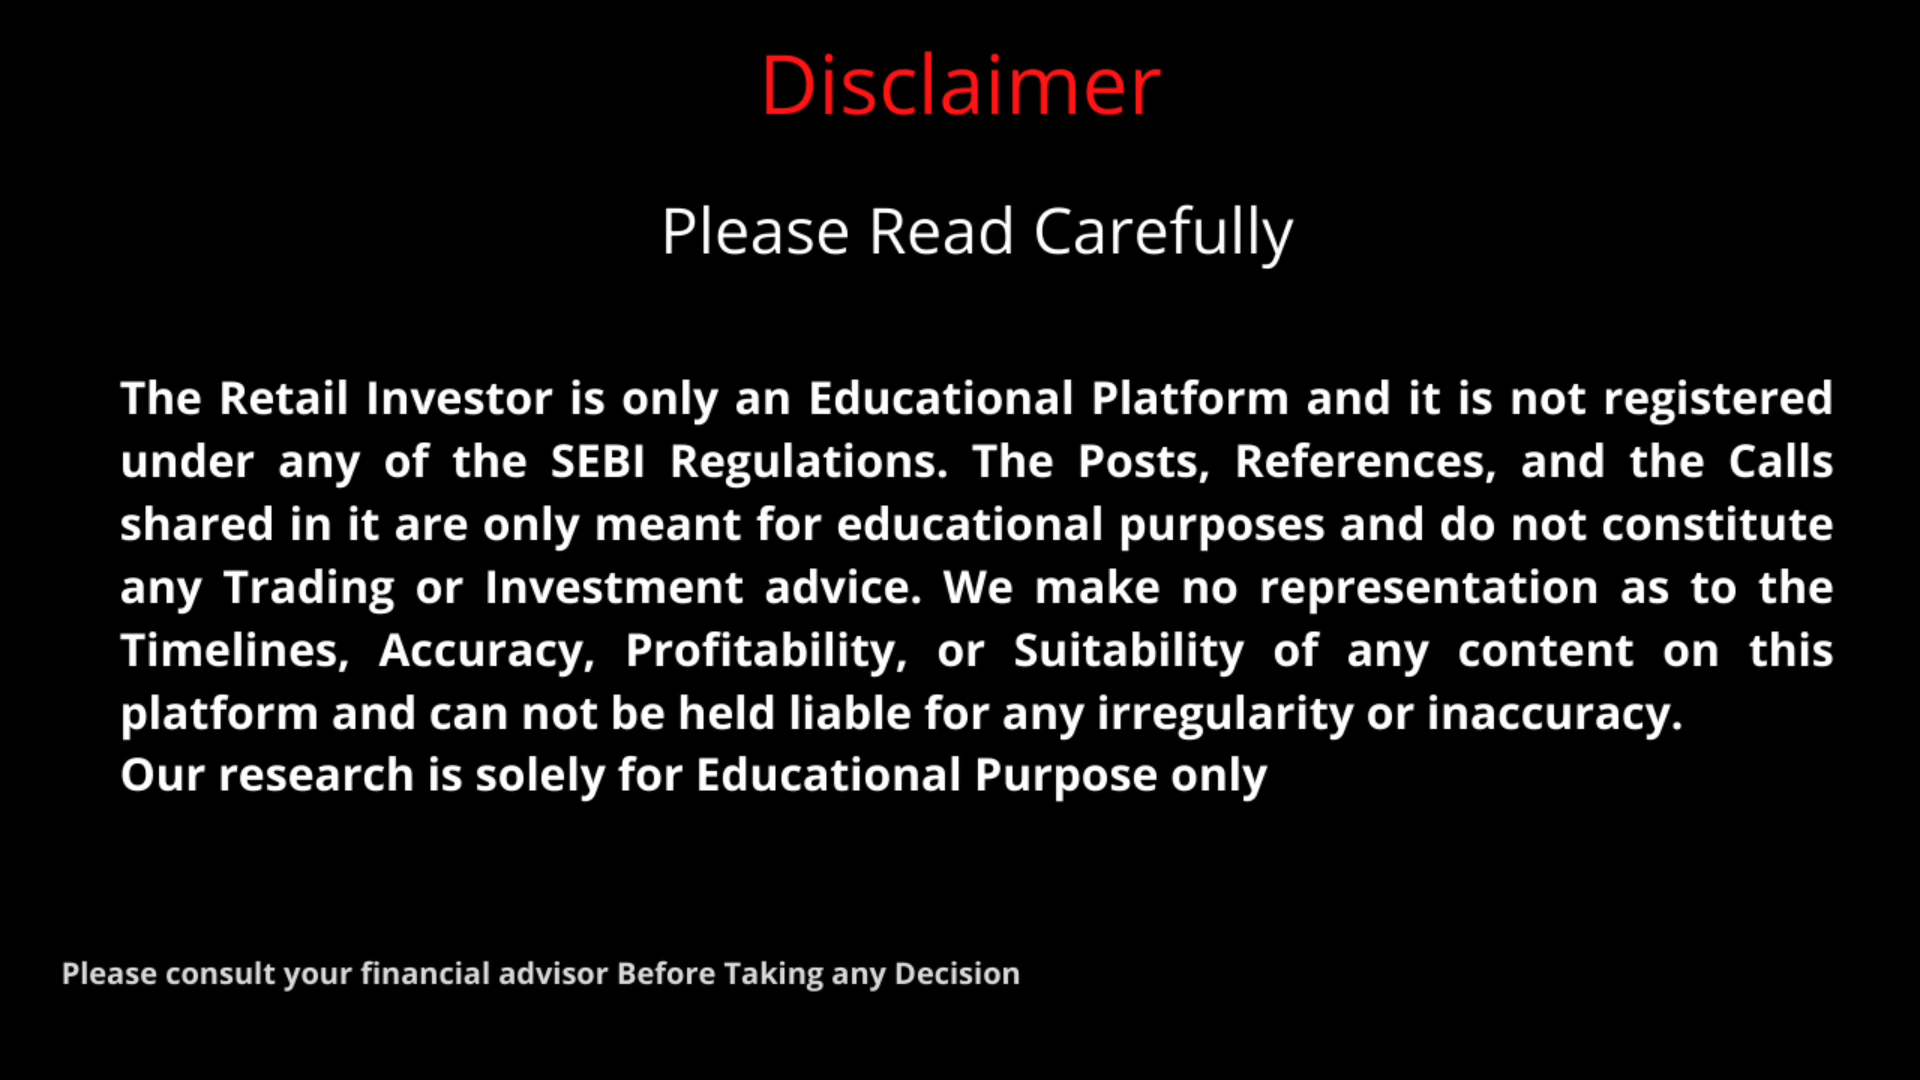 Disclaimer
Please Read Carefully
The Retail Investor is only an Educational Platform and it is not registered
under any of the SEBI Regulations. The Posts, References, and the Calls
shared in it are only meant for educational purposes and do not constitute
any Trading or Investment advice. We make no representation as to the
Timelines, Accuracy, Profitability, or Suitability of any content on this
platform and can not be held liable for any irregularity or inaccuracy.
Our research is solely for Educational Purpose only
Please consult your financial advisor Before Taking any Decision